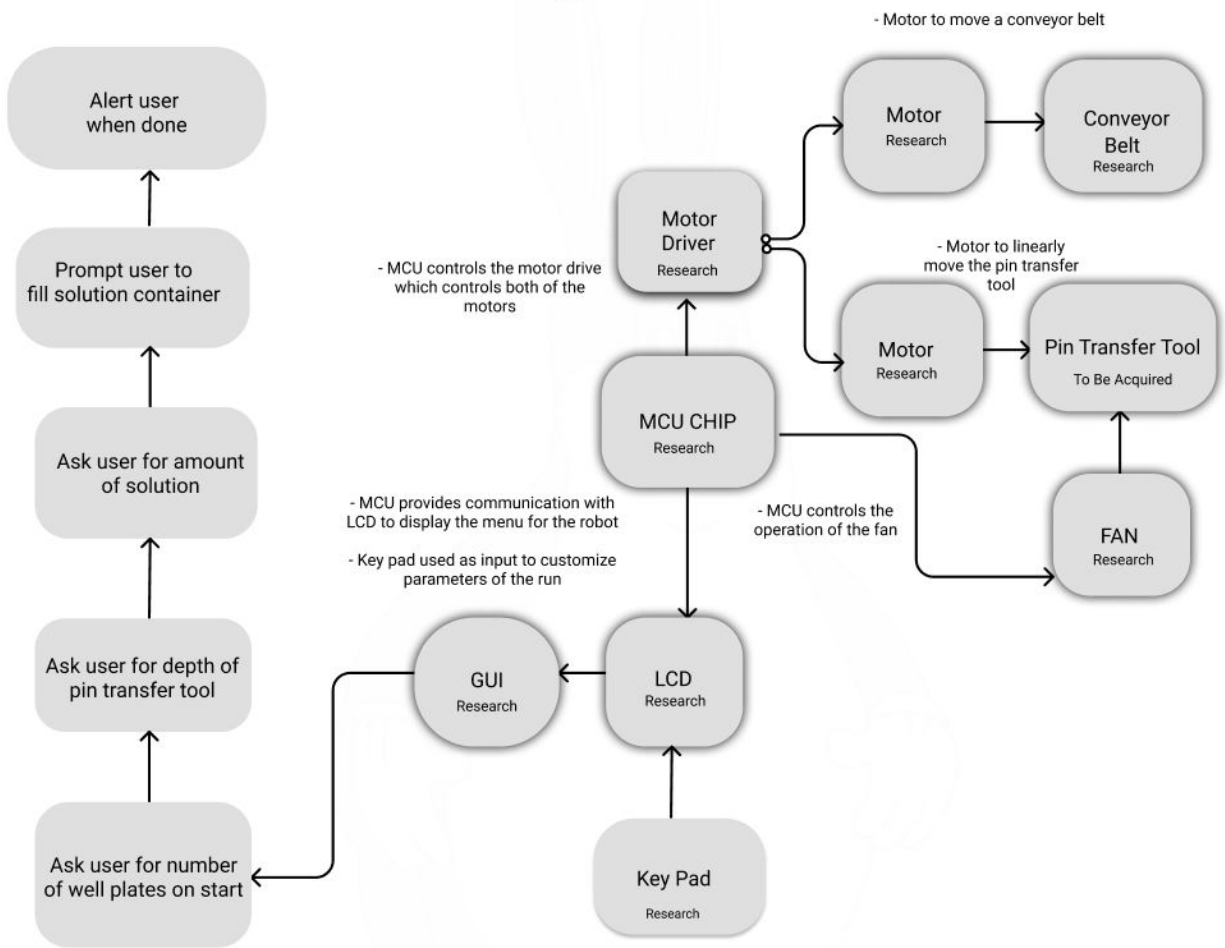 - Motor to move a conveyor belt
Alert user
when done
Motor
Research
Conveyor
Belt
Research
Motor
Driver
Research
Prompt user to
fill solution container
- MCU controls the motor drive
which controls both of the
motors
- Motor to linearly
move the pin transfer
tool
Motor
Research
Pin Transfer Tool
To Be Acquired
MCU CHIP
Research
Ask user for amount
of solution
- MCU provides communication with
LCD to display the menu for the robot
- Key pad used as input to customize
parameters of the run
- MCU controls the
operation of the fan
FAN
Research
Ask user for depth of
pin transfer tool
GUI
Research
LCD
Research
Ask user for number
of well plates on start
Key Pad
Research